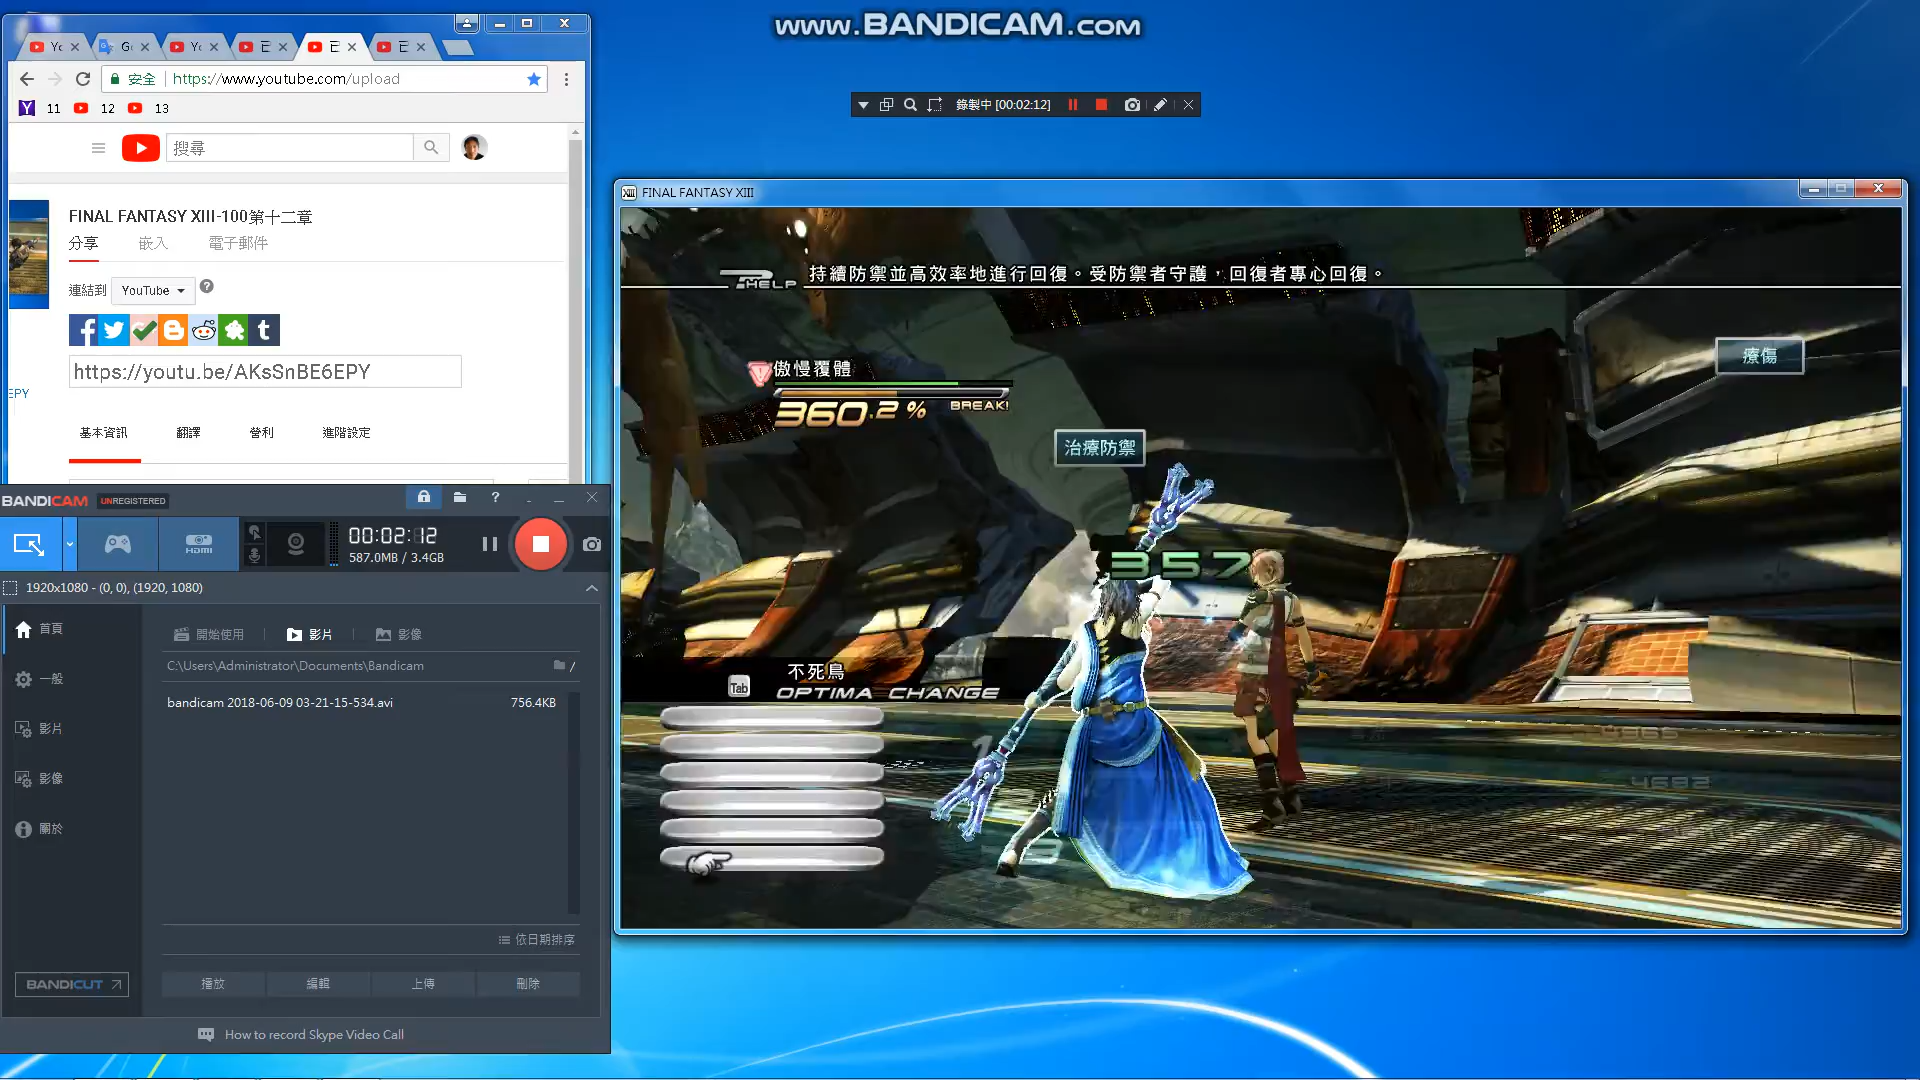 www.BANDICAM.com
安全 https://www.youtube.com/upload
11 12 13
搜尋
FINAL FANTASY XIII-100第十二章
分享 嵌入 電子郵件
連結到 YouTube
https://youtu.be/AKsSnBE6EPY
EPY
基本資訊 翻譯 營利 進階設定
錄製中 [00:02:12]
BANDICAM UNREGISTERED
HDMI
00:02:12
587.0MB / 3.4GB
1920x1080 - (0, 0), (1920, 1080)
首頁
一般
影片
影像
關於
開始使用 影片 影像
C:\Users\Administrator\Documents\Bandicam
bandicam 2018-06-09 03-21-15-534.avi 756.4KB
依日期排序
播放 編輯 上傳 刪除
BANDICUT
How to record Skype Video Call
FINAL FANTASY XIII
HELP 持續防禦並高效率地進行回復。受防禦者守護，回復者專心回復。
療傷
傲慢覆體
360.2 % BREAK!
治療防禦
357
不死鳥
Tab OPTIMA CHANGE
4682